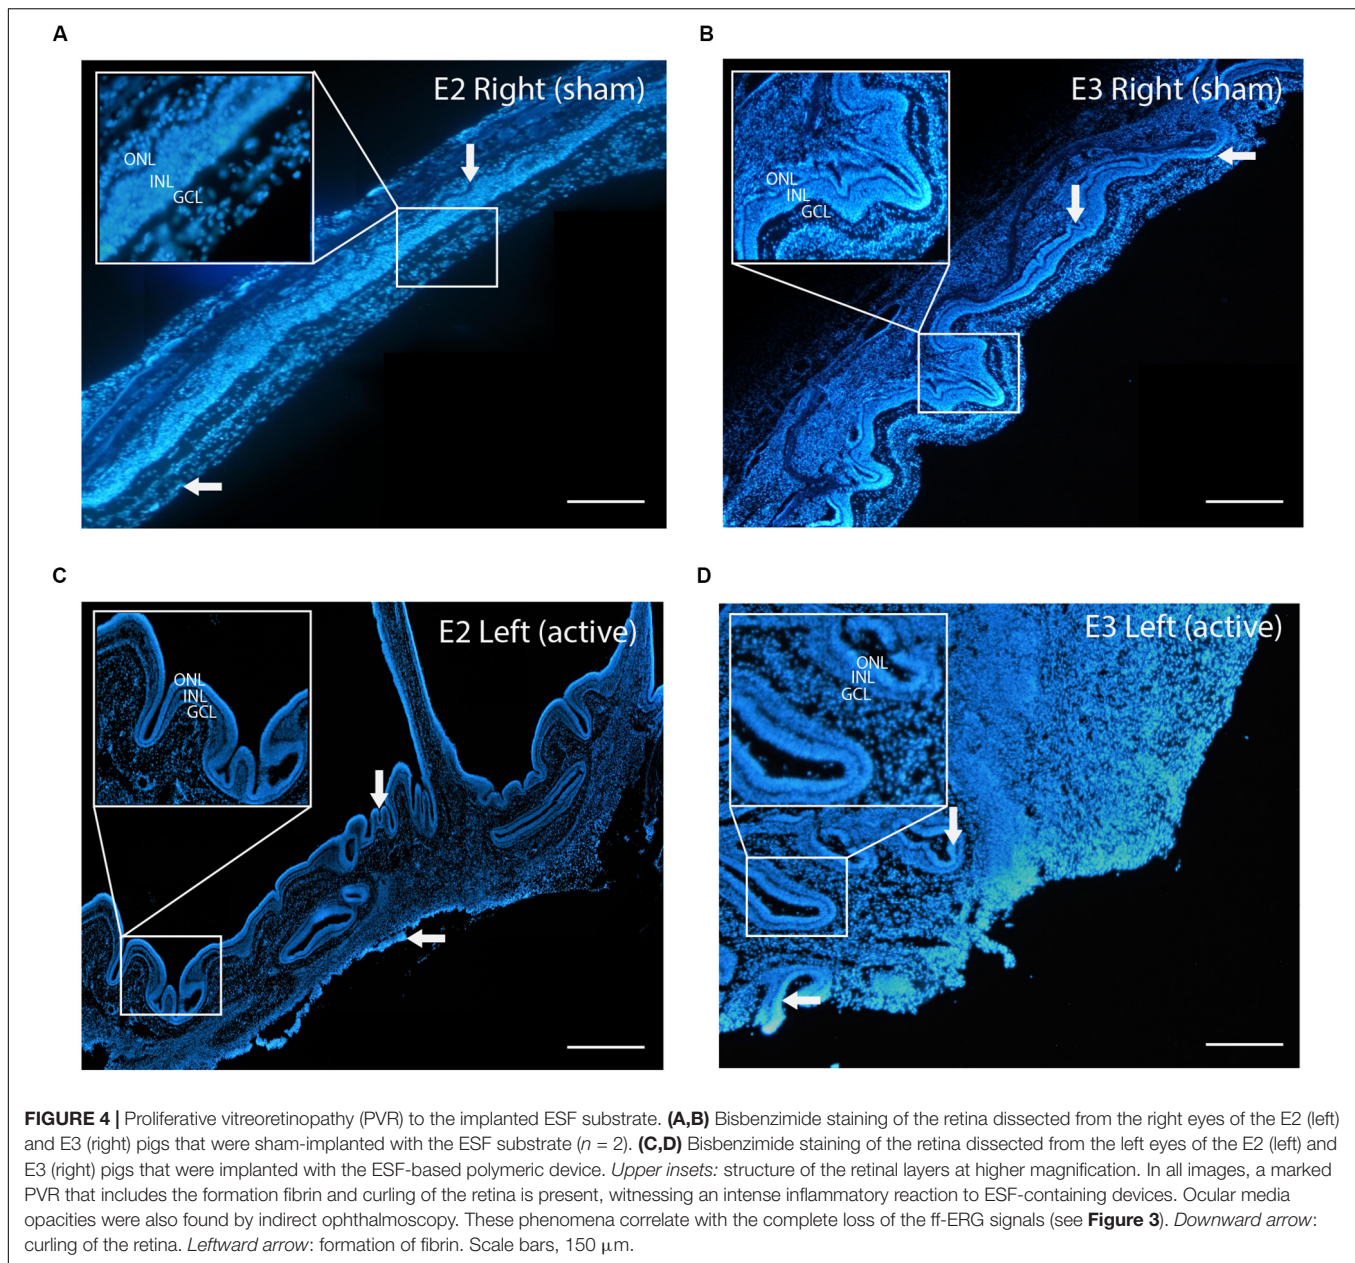 A
E2 Right (sham)
ONL
INL
GCL
B
E3 Right (sham)
ONL
INL
GCL
C
E2 Left (active)
ONL
INL
GCL
D
E3 Left (active)
ONL
INL
GCL
FIGURE 4 | Proliferative vitreoretinopathy (PVR) to the implanted ESF substrate. (A,B) Bisbenzimide staining of the retina dissected from the right eyes of the E2 (left)
and E3 (right) pigs that were sham-implanted with the ESF substrate (n = 2). (C,D) Bisbenzimide staining of the retina dissected from the left eyes of the E2 (left) and
E3 (right) pigs that were implanted with the ESF-based polymeric device. Upper insets: structure of the retinal layers at higher magnification. In all images, a marked
PVR that includes the formation fibrin and curling of the retina is present, witnessing an intense inflammatory reaction to ESF-containing devices. Ocular media
opacities were also found by indirect ophthalmoscopy. These phenomena correlate with the complete loss of the ff-ERG signals (see Figure 3). Downward arrow:
curling of the retina. Leftward arrow: formation of fibrin. Scale bars, 150 μm.